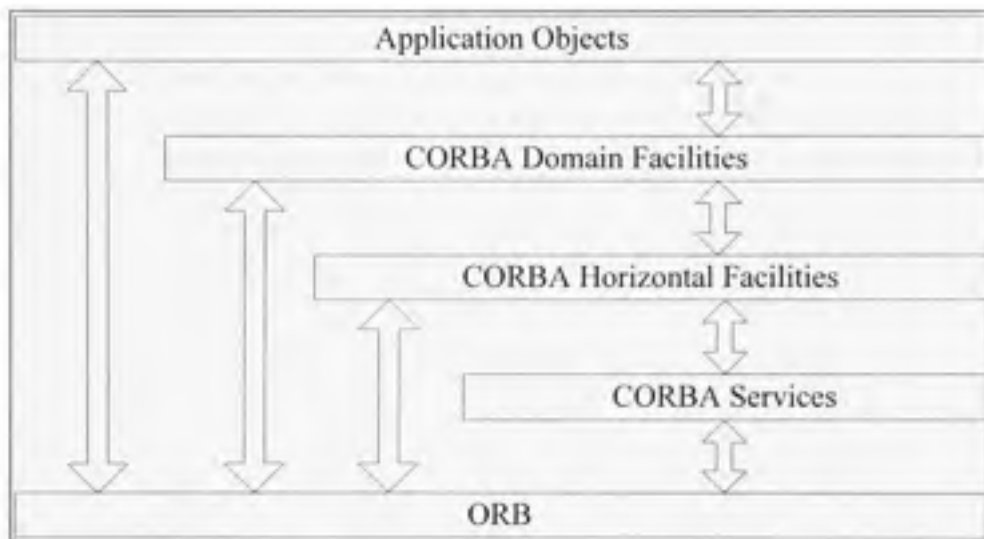 Application Objects
CORBA Domain Facilities
CORBA Horizontal Facilities
CORBA Services
ORB